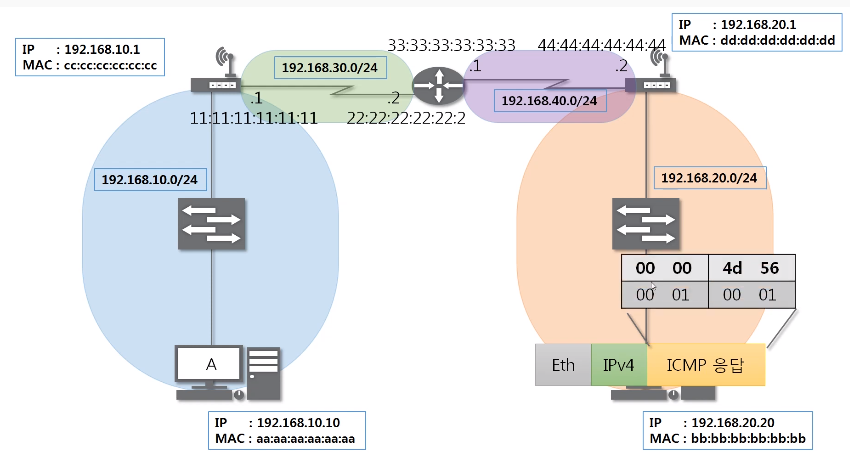 IP : 192.168.10.1
MAC : cc:cc:cc:cc:cc:cc
33:33:33:33:33:33
44:44:44:44:44:44
IP : 192.168.20.1
MAC : dd:dd:dd:dd:dd:dd
192.168.30.0/24
.1
.2
.1
.2
192.168.40.0/24
11:11:11:11:11:11
22:22:22:22:22:2
192.168.10.0/24
192.168.20.0/24
00 00 4d 56
00 01 00 01
A
Eth IPv4 ICMP 응답
IP : 192.168.10.10
MAC : aa:aa:aa:aa:aa:aa
IP : 192.168.20.20
MAC : bb:bb:bb:bb:bb:bb